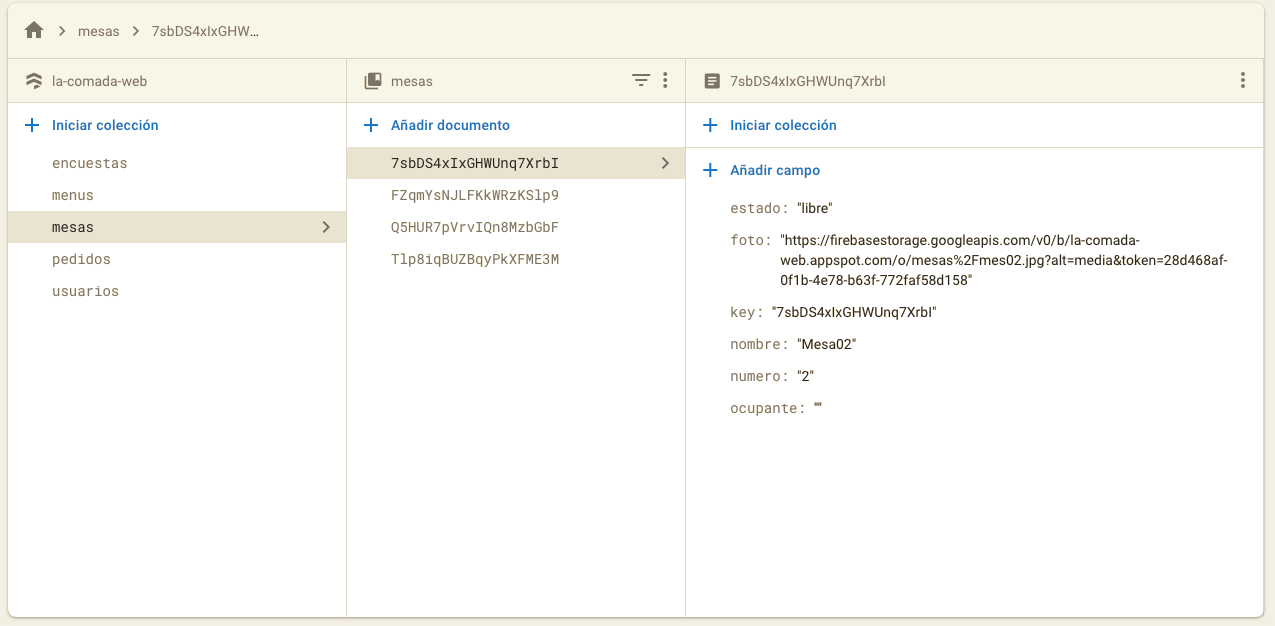 mesas
7sbDS4xIxGHW…
la-comada-web
mesas
7sbDS4xIxGHWUnq7XrbI
Iniciar colección
encuestas
menus
mesas
pedidos
usuarios
Añadir documento
7sbDS4xIxGHWUnq7XrbI
FZqmYsNJLFKkWRzKSlp9
Q5HUR7pVrvIQn8MzbGbF
Tlp8iqBUZBqyPkXFME3M
Iniciar colección
Añadir campo
estado: "libre"
foto: "https://firebasestorage.googleapis.com/v0/b/la-comada-
web.appspot.com/o/mesas%2Fmes02.jpg?alt=media&token=28d468af-
0f1b-4e78-b63f-772faf58d158"
key: "7sbDS4xIxGHWUnq7XrbI"
nombre: "Mesa02"
numero: "2"
ocupante: ""